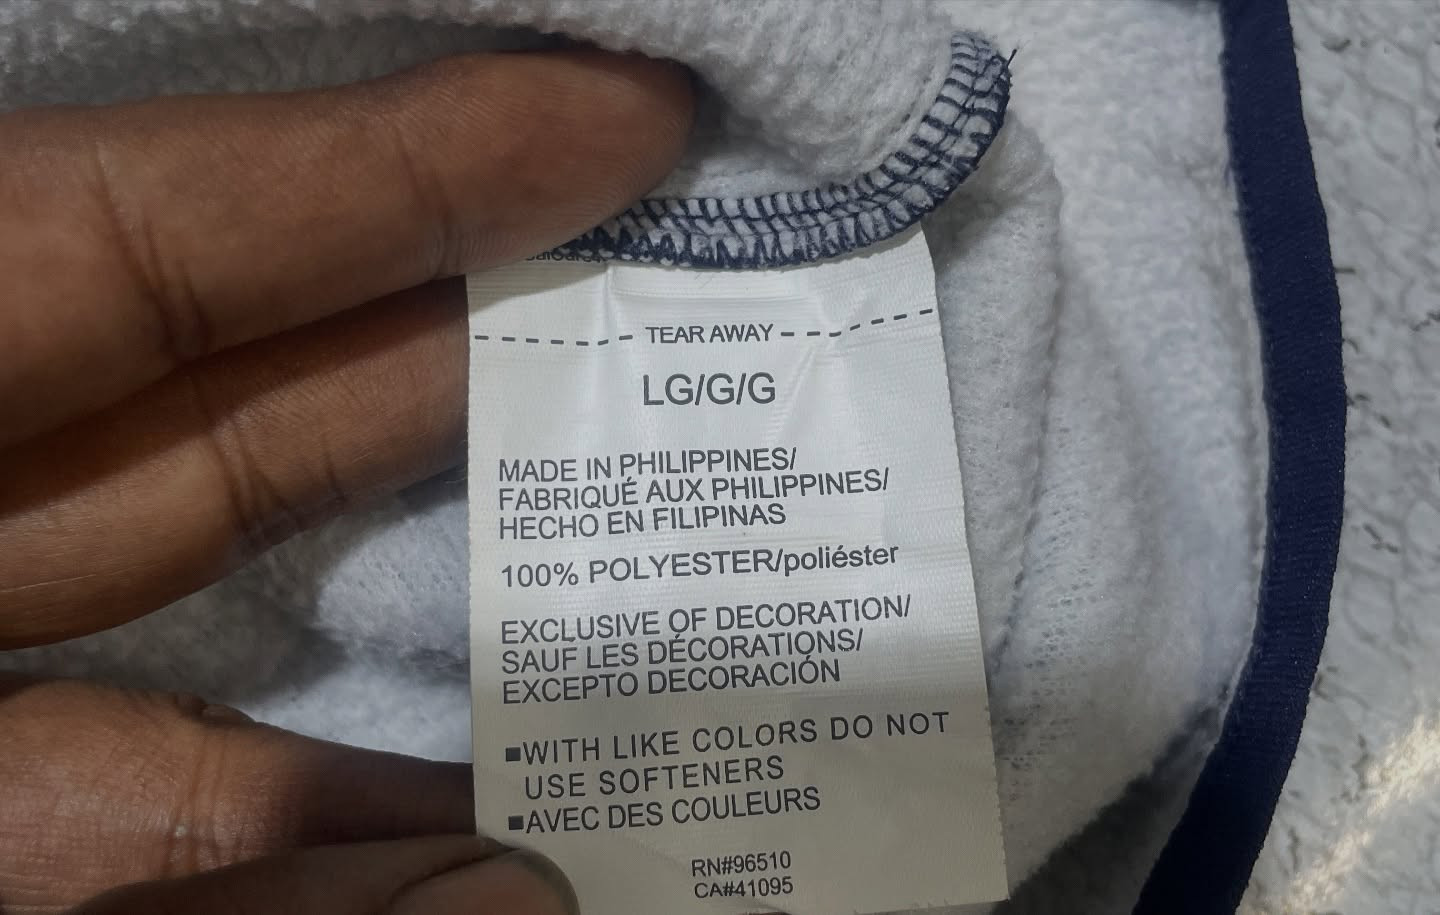 TEAR AWAY
LG/G/G
MADE IN PHILIPPINES/
FABRIQUÉ AUX PHILIPPINES/
HECHO EN FILIPINAS
100% POLYESTER/poliéster
EXCLUSIVE OF DECORATION/
SAUF LES DÉCORATIONS/
EXCEPTO DECORACIÓN
■WITH LIKE COLORS DO NOT
USE SOFTENERS
■AVEC DES COULEURS
RN#96510
CA#41095